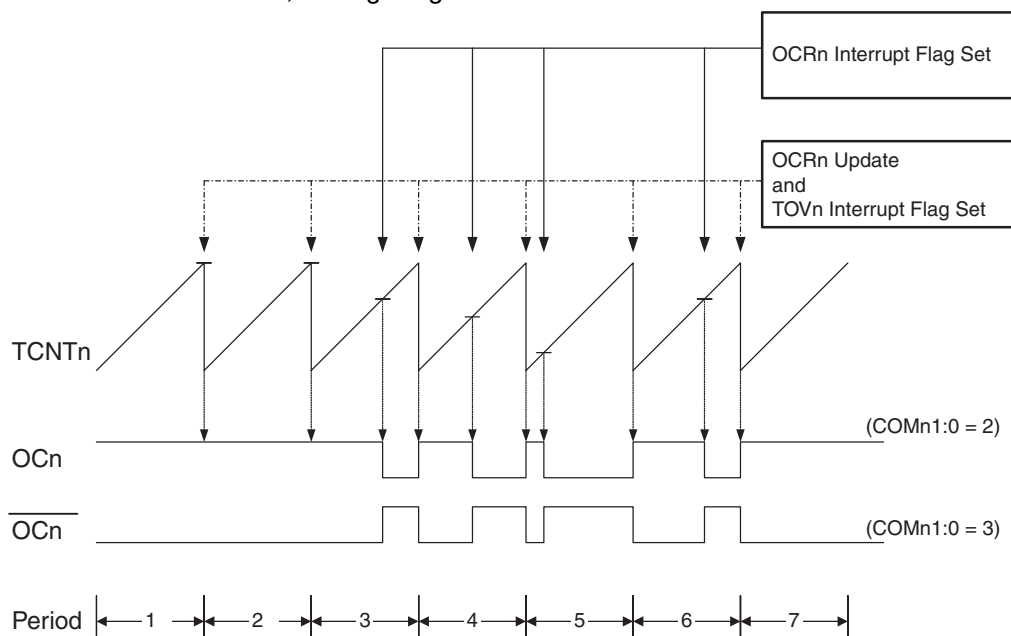 OCRn Interrupt Flag Set
OCRn Update
and
TOVn Interrupt Flag Set
TCNTn
(COMn1:0 = 2)
OCn
OCn
(COMn1:0 = 3)
Period 1 2 3 4 5 6 7